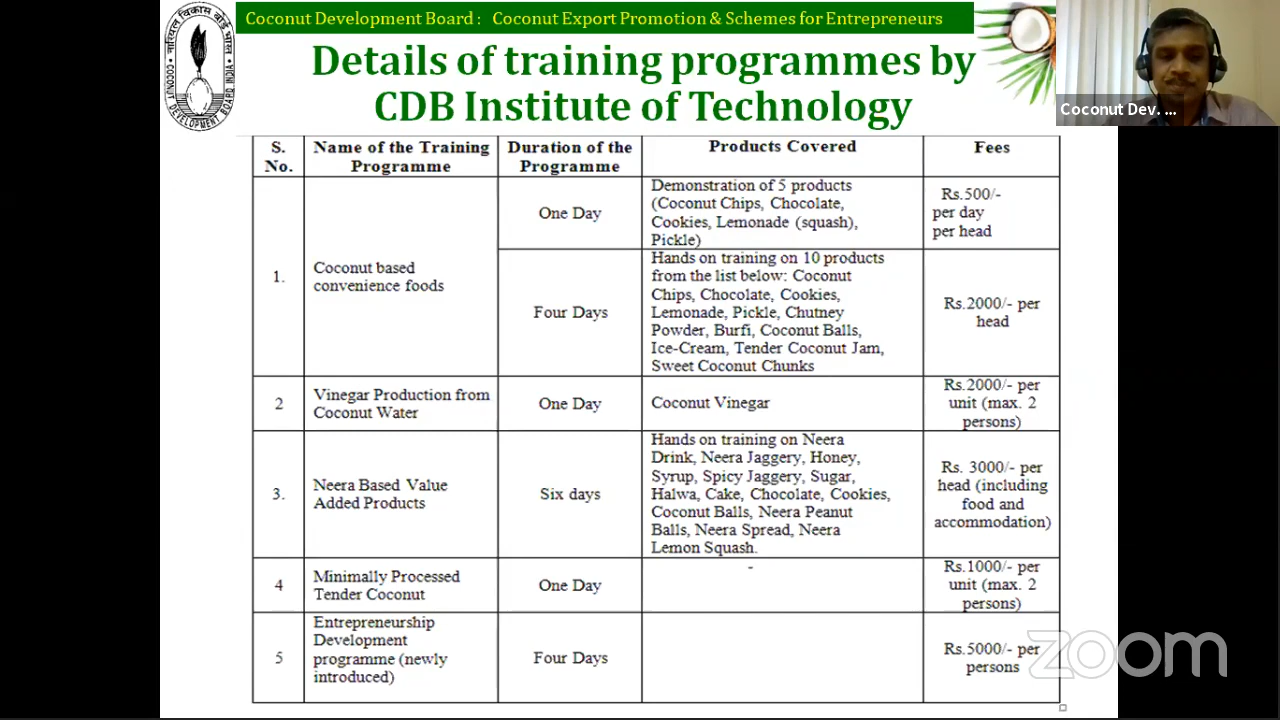 Coconut Development Board : Coconut Export Promotion & Schemes for Entrepreneurs
Details of training programmes by
CDB Institute of Technology
नारियल विकास बोर्ड भारत
COCONUT DEVELOPMENT BOARD INDIA
Coconut Dev. ...
S. No.
Name of the Training Programme
Duration of the Programme
Products Covered
Fees
1.
Coconut based
convenience foods
One Day
Demonstration of 5 products
(Coconut Chips, Chocolate,
Cookies, Lemonade (squash),
Pickle)
Rs.500/-
per day
per head
Four Days
Hands on training on 10 products
from the list below: Coconut
Chips, Chocolate, Cookies,
Lemonade, Pickle, Chutney
Powder, Burfi, Coconut Balls,
Ice-Cream, Tender Coconut Jam,
Sweet Coconut Chunks
Rs.2000/- per
head
2
Vinegar Production from
Coconut Water
One Day
Coconut Vinegar
Rs.2000/- per
unit (max. 2
persons)
3.
Neera Based Value
Added Products
Six days
Hands on training on Neera
Drink, Neera Jaggery, Honey,
Syrup, Spicy Jaggery, Sugar,
Halwa, Cake, Chocolate, Cookies,
Coconut Balls, Neera Peanut
Balls, Neera Spread, Neera
Lemon Squash.
Rs. 3000/- per
head (including
food and
accommodation)
4
Minimally Processed
Tender Coconut
One Day
-
Rs.1000/- per
unit (max. 2
persons)
5
Entrepreneurship
Development
programme (newly
introduced)
Four Days
Rs.5000/- per
persons
zoom